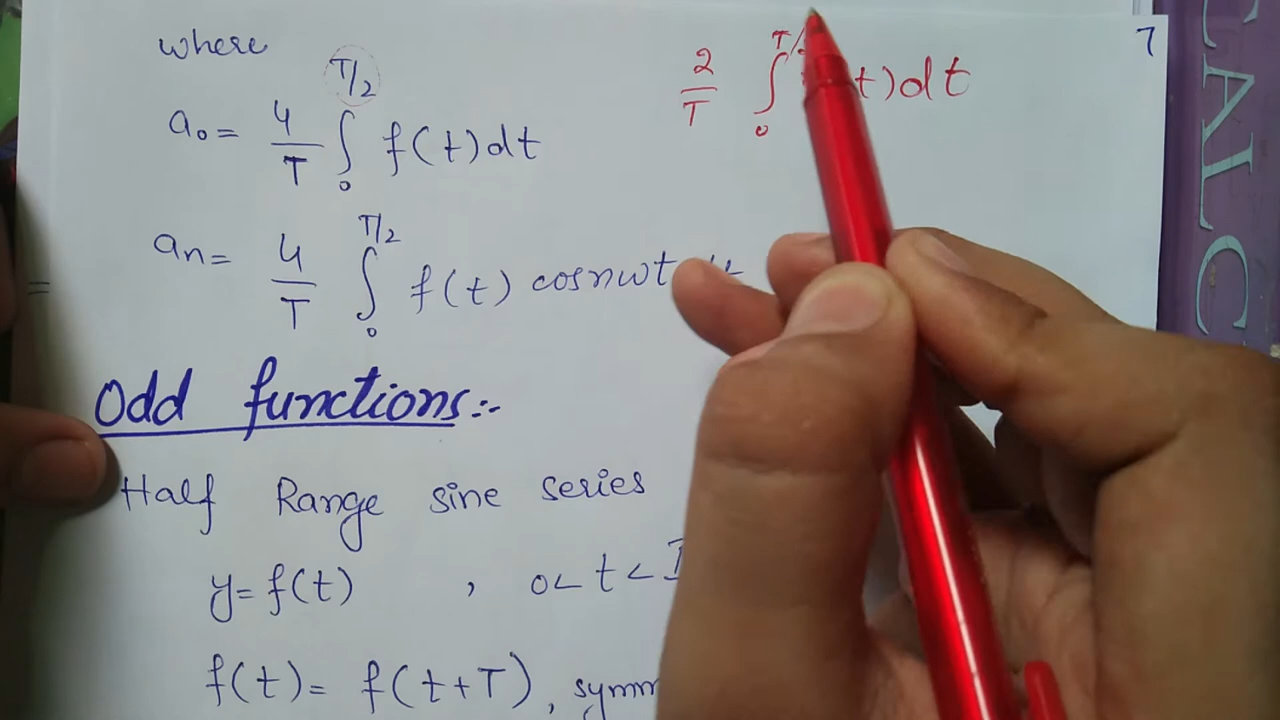 where
a₀ = 4/T ∫₀^{T/2} f(t)dt
2/T ∫₀ t)dt
7
aₙ = 4/T ∫₀^{T/2} f(t) cosnωt
=
Odd functions:-
Half Range sine series
y = f(t) , 0 < t <
f(t) = f(t+T),
CALC